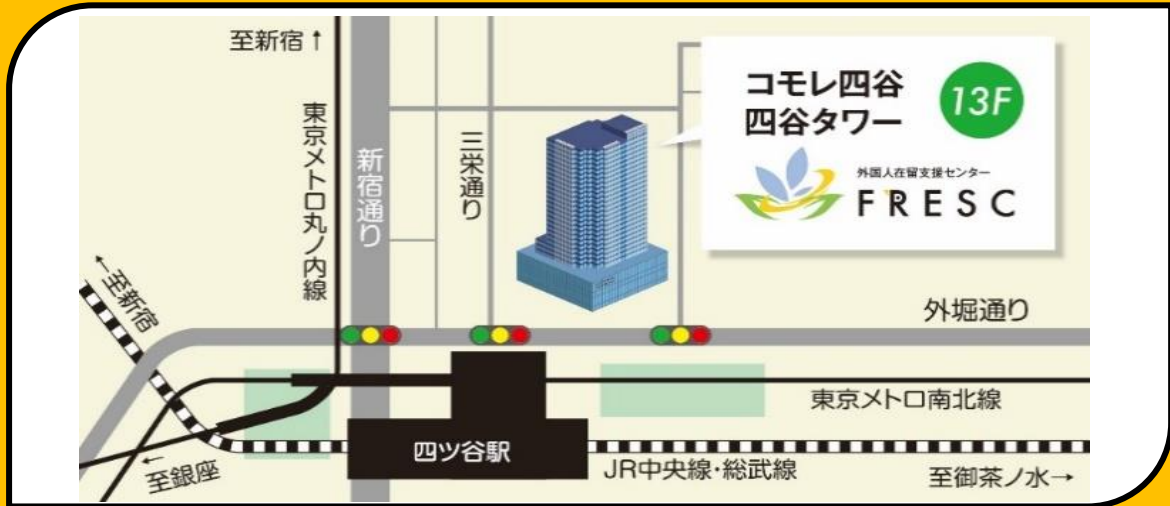 至新宿↑
コモレ四谷
四谷タワー
13F
外国人在留支援センター
FRESC
東京メトロ丸ノ内線
新宿通り
三栄通り
←至新宿
外堀通り
東京メトロ南北線
四ツ谷駅
JR中央線・総武線
←至銀座
至御茶ノ水→